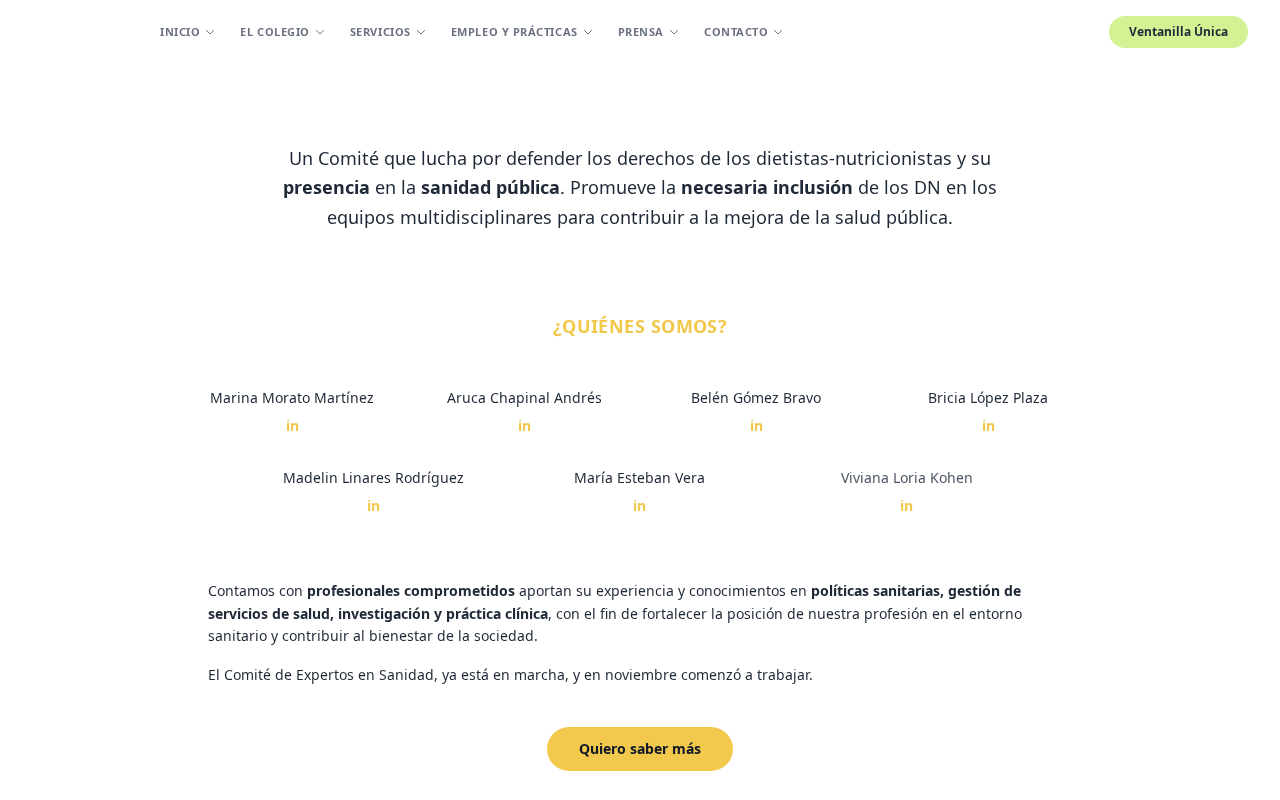 INICIO EL COLEGIO SERVICIOS EMPLEO Y PRÁCTICAS PRENSA CONTACTO Ventanilla Única
Un Comité que lucha por defender los derechos de los dietistas-nutricionistas y su
presencia en la sanidad pública. Promueve la necesaria inclusión de los DN en los
equipos multidisciplinares para contribuir a la mejora de la salud pública.
¿QUIÉNES SOMOS?
Marina Morato Martínez Aruca Chapinal Andrés Belén Gómez Bravo Bricia López Plaza
in in in in
Madelin Linares Rodríguez María Esteban Vera Viviana Loria Kohen
in in in
Contamos con profesionales comprometidos aportan su experiencia y conocimientos en políticas sanitarias, gestión de
servicios de salud, investigación y práctica clínica, con el fin de fortalecer la posición de nuestra profesión en el entorno
sanitario y contribuir al bienestar de la sociedad.
El Comité de Expertos en Sanidad, ya está en marcha, y en noviembre comenzó a trabajar.
Quiero saber más